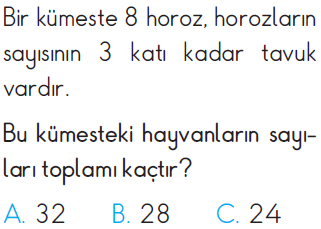 Bir kümeste 8 horoz, horozların
sayısının 3 katı kadar tavuk
vardır.
Bu kümesteki hayvanların sayı-
ları toplamı kaçtır?
A. 32 B. 28 C. 24